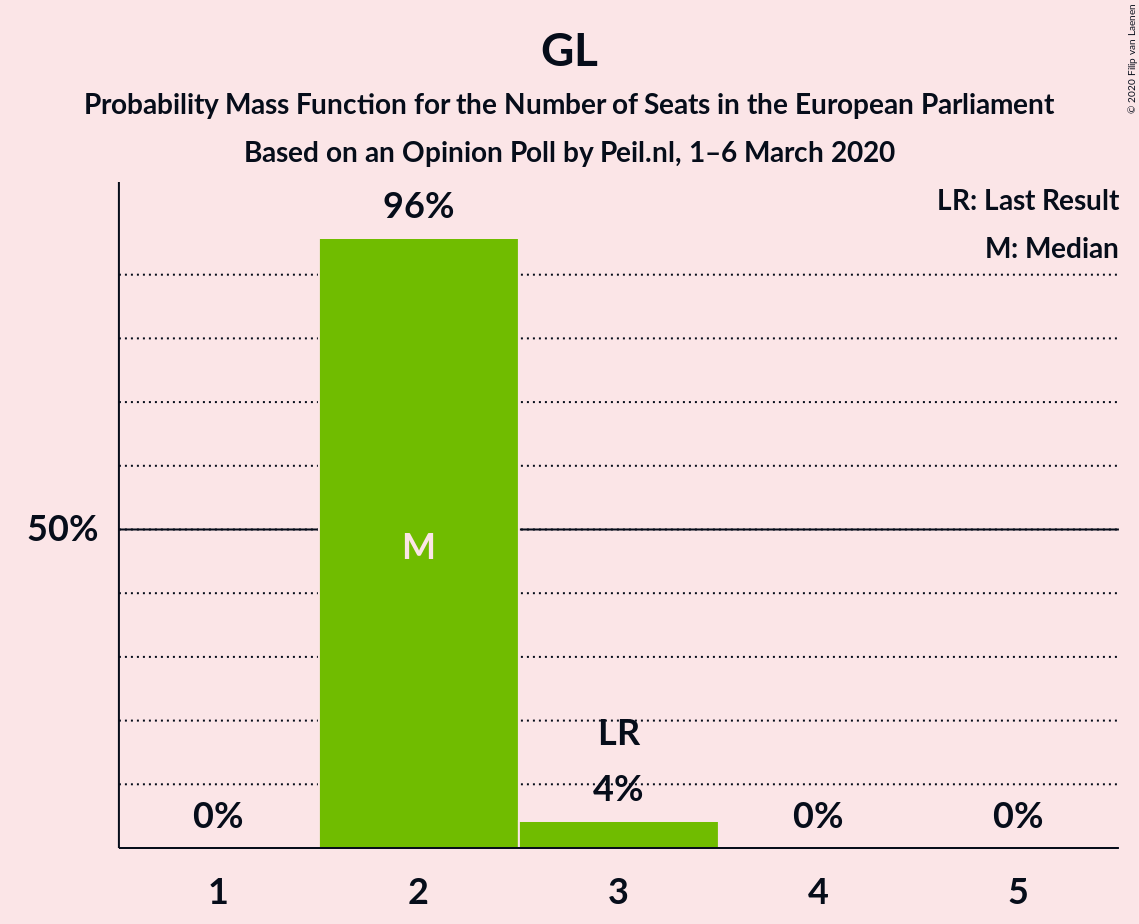 GL
Probability Mass Function for the Number of Seats in the European Parliament
Based on an Opinion Poll by Peil.nl, 1–6 March 2020
© 2020 Filip van Laenen
LR: Last Result
M: Median
96%
50%
M
LR
4%
0%
0%
0%
1
2
3
4
5